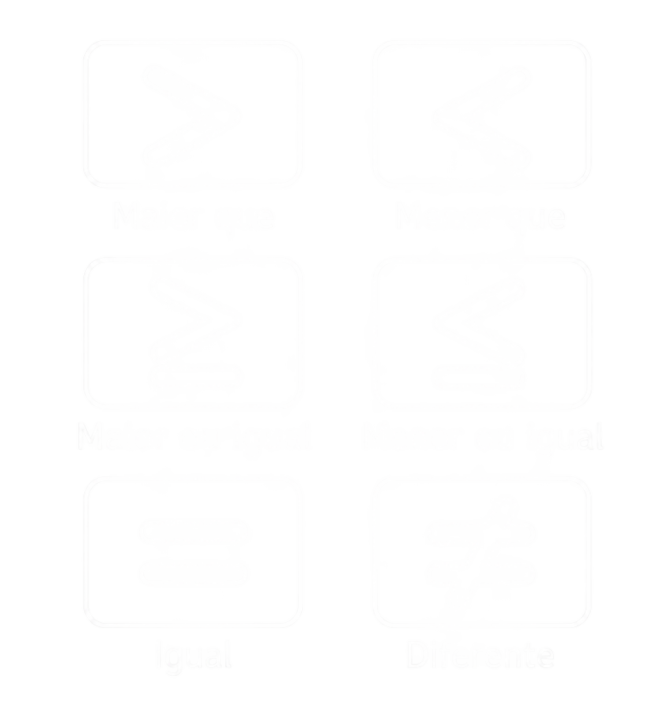 > <
Maior que Menor que
≥ ≤
Maior ou igual Menor ou igual
= ≠
Igual Diferente